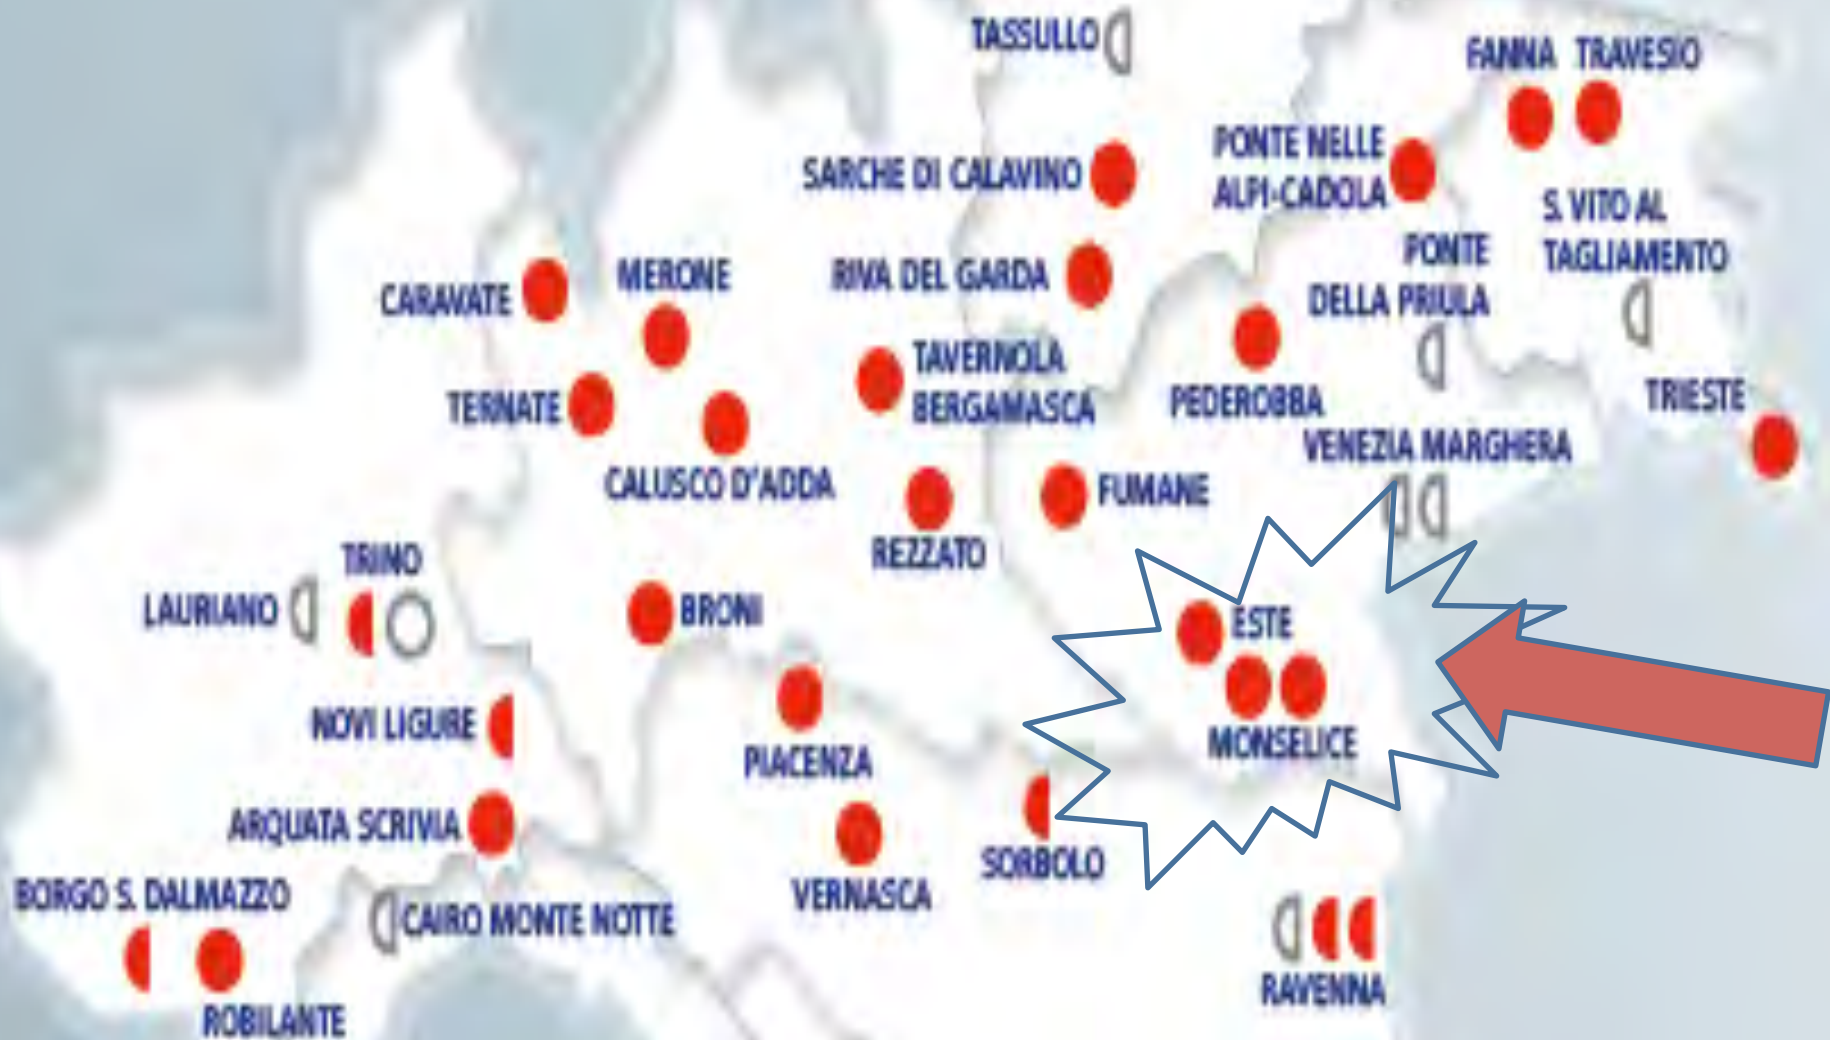 TASSULLO
FANNA TRAVESIO
SARCHE DI CALAVINO
PONTE NELLE
ALPI-CADOLA
S. VITO AL
TAGLIAMENTO
PONTE
DELLA PRIULA
CARAVATE
MERONE
RIVA DEL GARDA
TAVERNOLA
BERGAMASCA
PEDEROBBA
TRIESTE
TERNATE
CALUSCO D'ADDA
VENEZIA MARGHERA
REZZATO
FUMANE
TRINO
LAURIANO
BRONI
ESTE
MONSELICE
NOVI LIGURE
PIACENZA
ARQUATA SCRIVIA
VERNASCA
SORBOLO
BORGO S. DALMAZZO
CAIRO MONTE NOTTE
RAVENNA
ROBILANTE